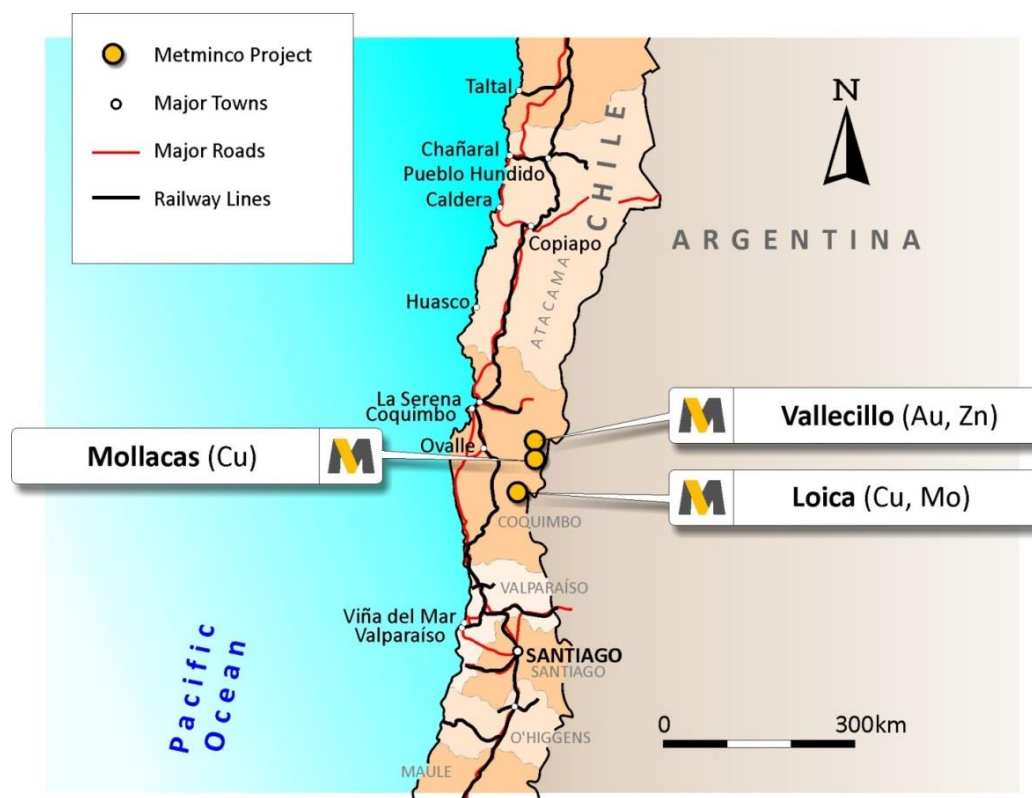 Metminco Project
Major Towns
Major Roads
Railway Lines
N
Taltal
Chañaral
Pueblo Hundido
Caldera
CHILE
ARGENTINA
Copiapo
Huasco
ATACAMA
La Serena
Coquimbo
Ovalle
Vallecillo (Au, Zn)
Mollacas (Cu)
Loica (Cu, Mo)
COQUIMBO
VALPARAÍSO
Viña del Mar
Valparaíso
SANTIAGO
SANTIAGO
Pacific
Ocean
0 300km
O'HIGGENS
MAULE